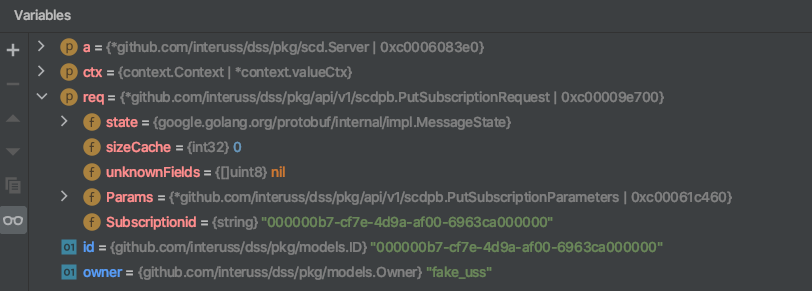 Variables
p a = {*github.com/interuss/dss/pkg/scd.Server | 0xc0006083e0}
p ctx = {context.Context | *context.valueCtx}
p req = {*github.com/interuss/dss/pkg/api/v1/scdpb.PutSubscriptionRequest | 0xc00009e700}
f state = {google.golang.org/protobuf/internal/impl.MessageState}
f sizeCache = {int32} 0
f unknownFields = {[]uint8} nil
f Params = {*github.com/interuss/dss/pkg/api/v1/scdpb.PutSubscriptionParameters | 0xc00061c460}
f Subscriptionid = {string} "000000b7-cf7e-4d9a-af00-6963ca000000"
01 id = {github.com/interuss/dss/pkg/models.ID} "000000b7-cf7e-4d9a-af00-6963ca000000"
01 owner = {github.com/interuss/dss/pkg/models.Owner} "fake_uss"